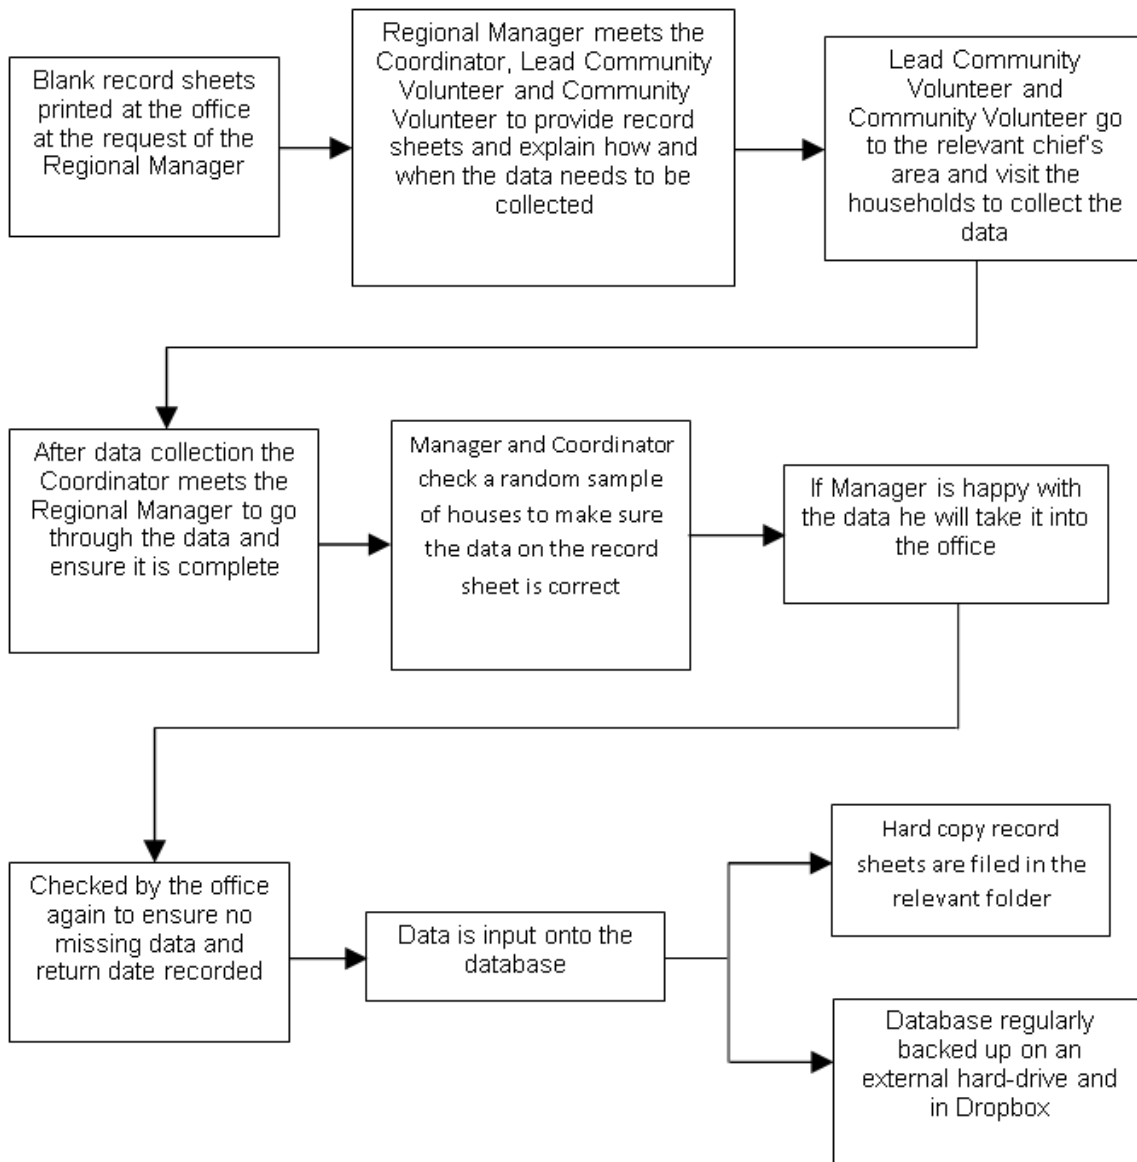 Blank record sheets
printed at the office
at the request of the
Regional Manager
Regional Manager meets the
Coordinator, Lead Community
Volunteer and Community
Volunteer to provide record
sheets and explain how and
when the data needs to be
collected
Lead Community
Volunteer and
Community Volunteer go
to the relevant chief's
area and visit the
households to collect the
data
After data collection the
Coordinator meets the
Regional Manager to go
through the data and
ensure it is complete
Manager and Coordinator
check a random sample
of houses to make sure
the data on the record
sheet is correct
If Manager is happy with
the data he will take it into
the office
Checked by the office
again to ensure no
missing data and
return date recorded
Data is input onto the
database
Hard copy record
sheets are filed in the
relevant folder
Database regularly
backed up on an
external hard-drive and
in Dropbox